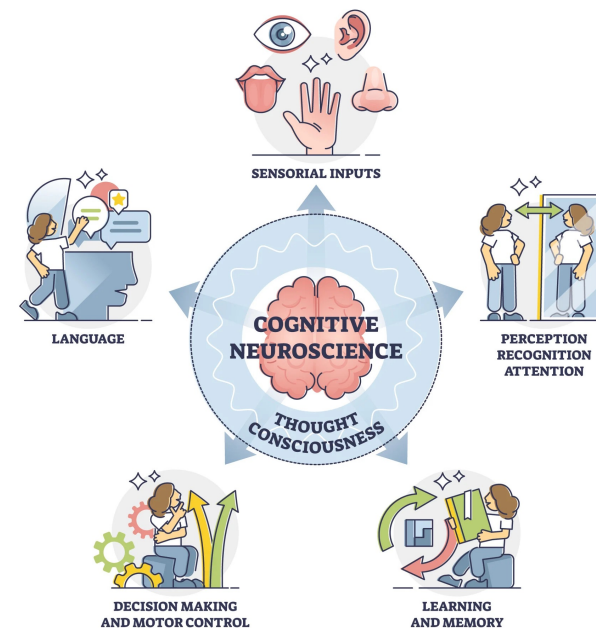 SENSORIAL INPUTS
LANGUAGE
PERCEPTION
RECOGNITION
ATTENTION
COGNITIVE
NEUROSCIENCE
THOUGHT
CONSCIOUSNESS
DECISION MAKING
AND MOTOR CONTROL
LEARNING
AND MEMORY